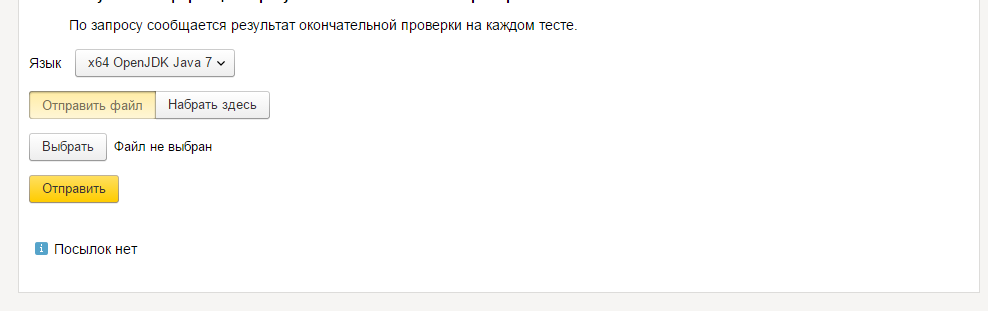 По запросу сообщается результат окончательной проверки на каждом тесте.
Язык x64 OpenJDK Java 7
Отправить файл Набрать здесь
Выбрать Файл не выбран
Отправить
Посылок нет